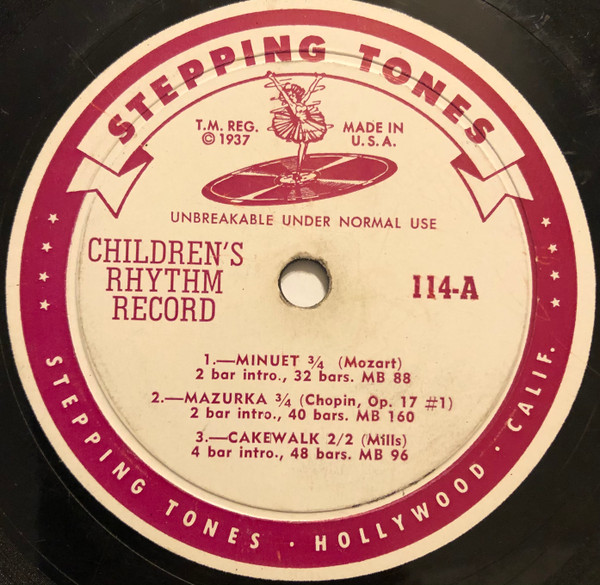 STEPPING TONES
T.M. REG.
© 1937
MADE IN
U.S.A.
UNBREAKABLE UNDER NORMAL USE
CHILDREN'S
RHYTHM
RECORD
114-A
1.—MINUET ¾ (Mozart)
2 bar intro., 32 bars. MB 88
2.—MAZURKA ¾ (Chopin, Op. 17 #1)
2 bar intro., 40 bars. MB 160
3.—CAKEWALK 2/2 (Mills)
4 bar intro., 48 bars. MB 96
STEPPING TONES · HOLLYWOOD · CALIF.